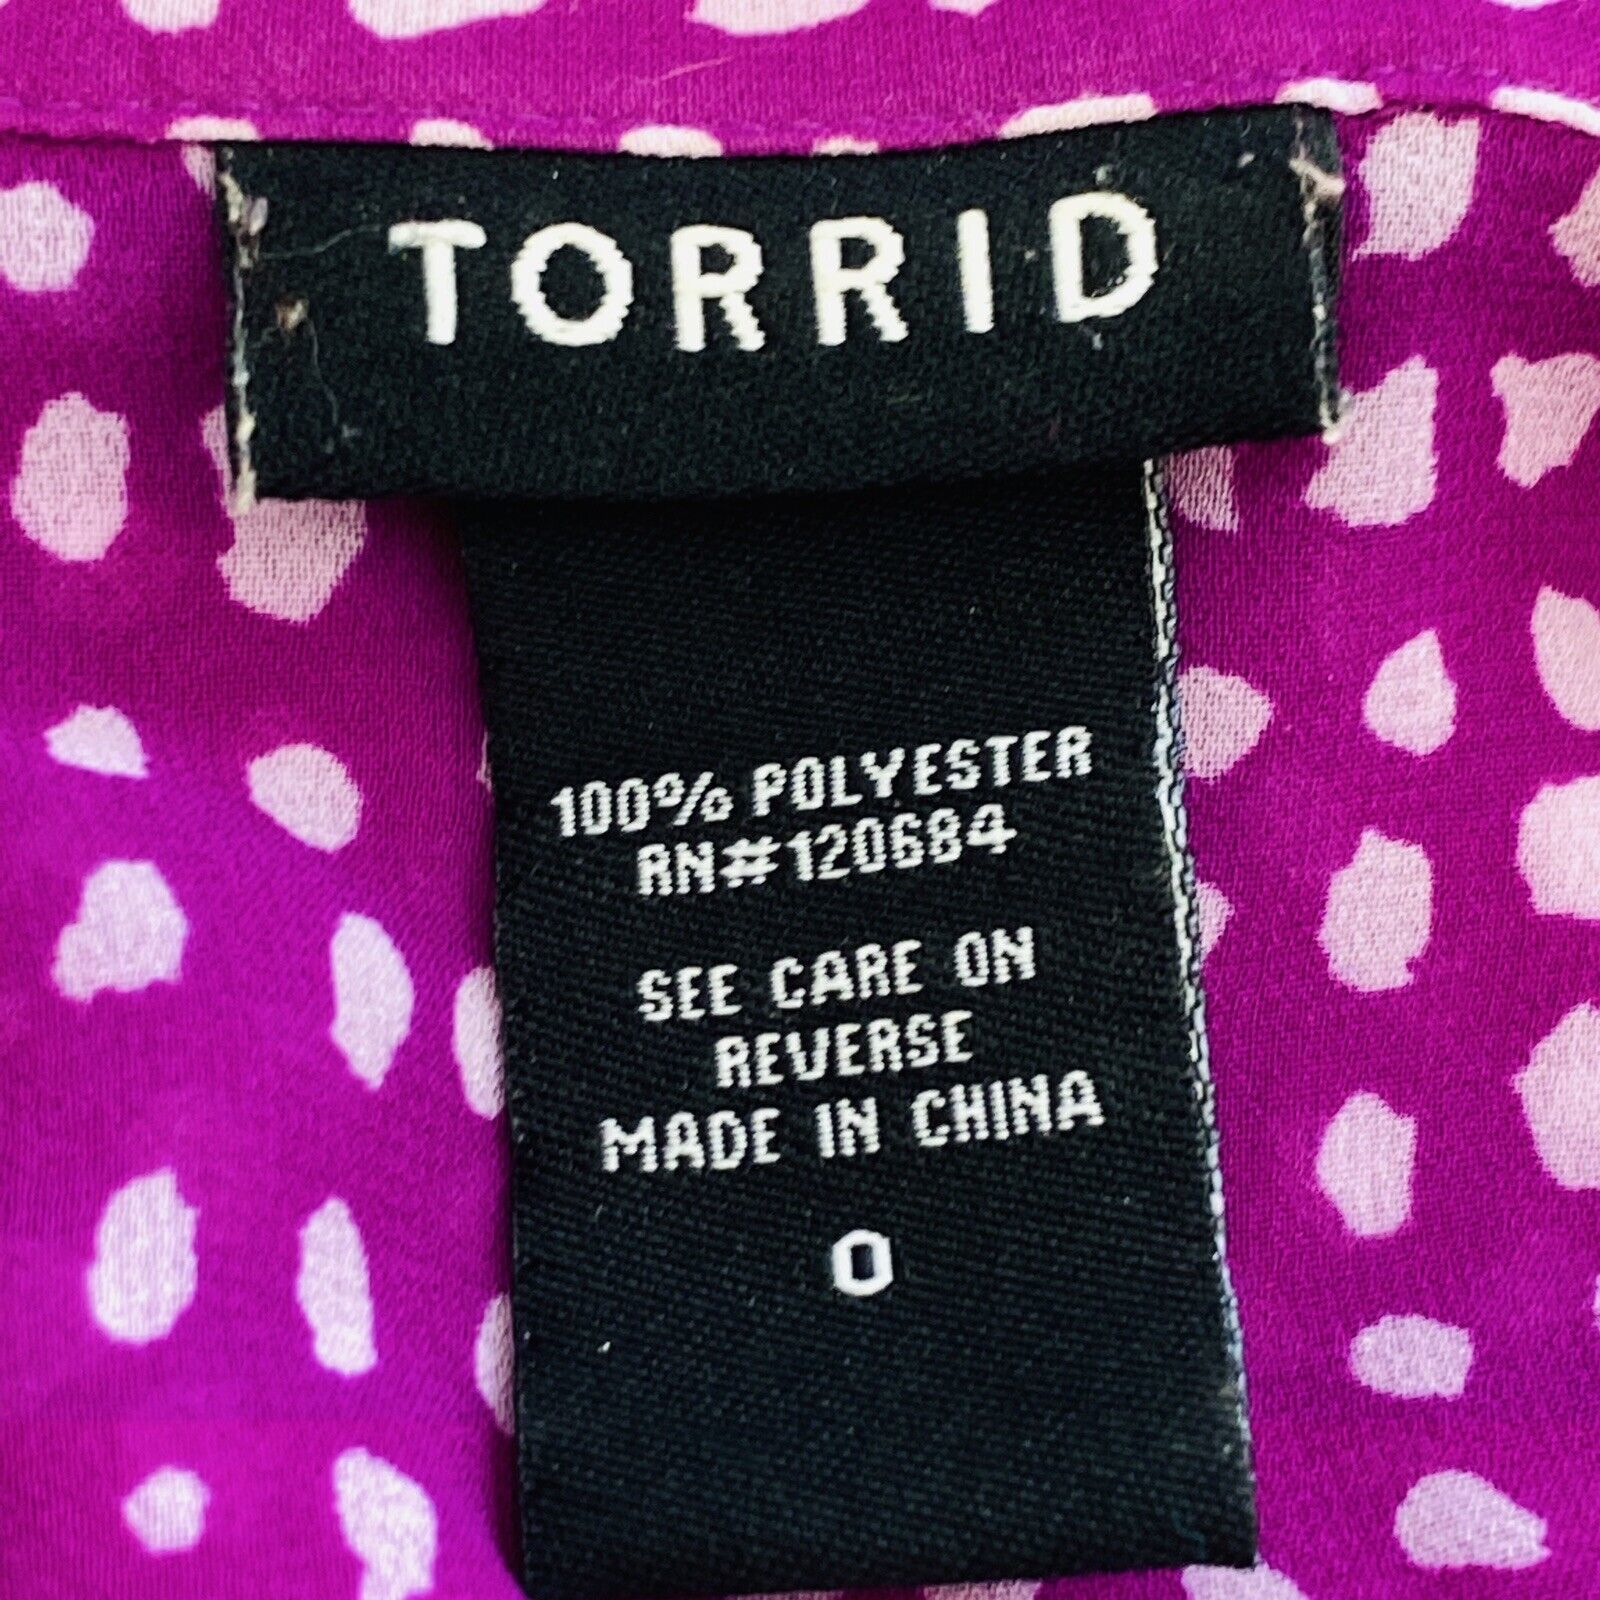 TORRID
100% POLYESTER
RN#120684
SEE CARE ON
REVERSE
MADE IN CHINA
0